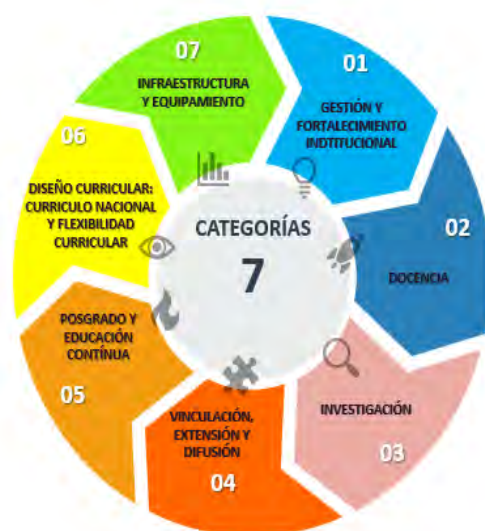 CATEGORÍAS
7
01
GESTIÓN Y
FORTALECIMIENTO
INDTITUCIONAL
02
DOCENCIA
INVESTIGACIÓN
03
VINCULACIÓN,
EXTENSIÓN Y
DIFUSIÓN
04
POSGRADO Y
EDUCACIÓN
CONTÍNUA
05
06
DISEÑO CURRICULAR:
CURRICULO NACIONAL
Y FLEXIBILIDAD
CURRICULAR
07
INFRAESTRUCTURA
Y EQUIPAMIENTO